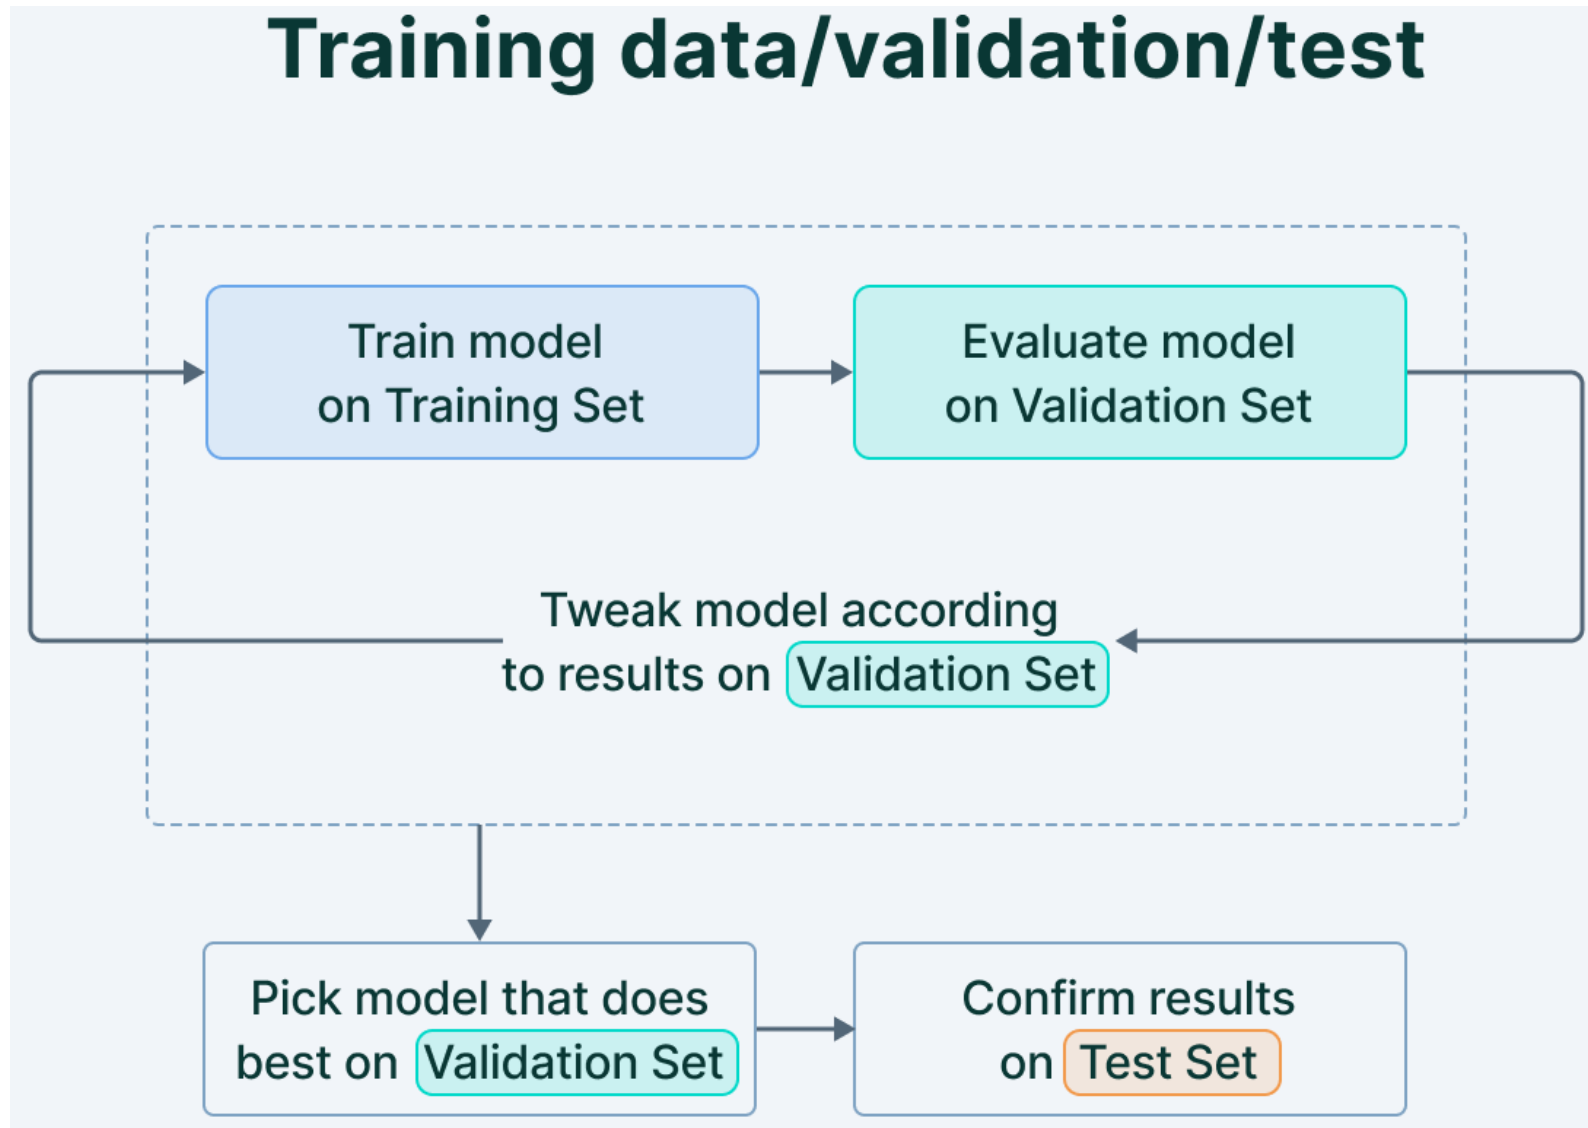 Training data/validation/test
Train model
on Training Set
Evaluate model
on Validation Set
Tweak model according
to results on Validation Set
Pick model that does
best on Validation Set
Confirm results
on Test Set